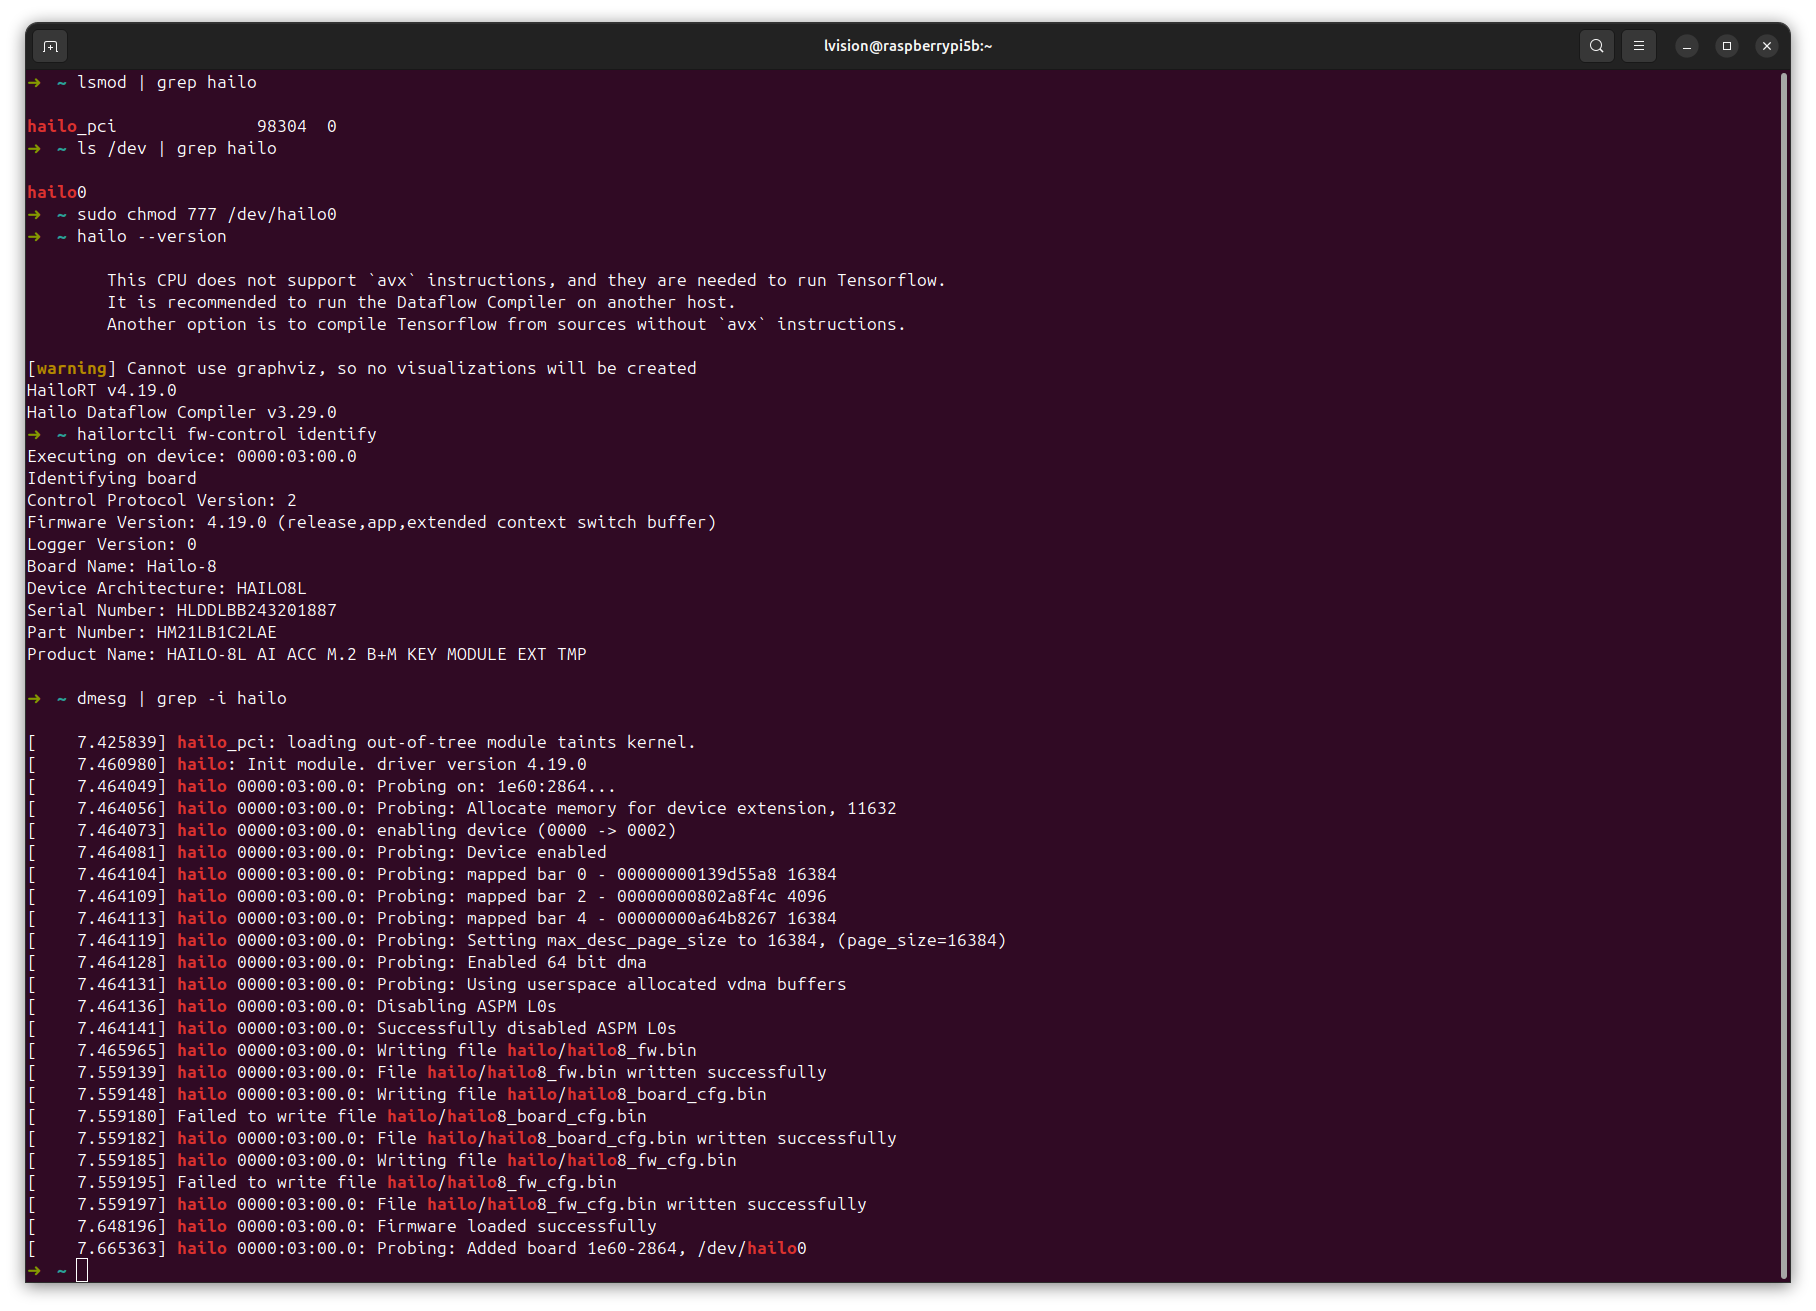 lvision@raspberrypi5b:~
➜  ~ lsmod | grep hailo
hailo_pci              98304  0
➜  ~ ls /dev | grep hailo
hailo0
➜  ~ sudo chmod 777 /dev/hailo0
➜  ~ hailo --version
This CPU does not support `avx` instructions, and they are needed to run Tensorflow.
It is recommended to run the Dataflow Compiler on another host.
Another option is to compile Tensorflow from sources without `avx` instructions.
[warning] Cannot use graphviz, so no visualizations will be created
HailoRT v4.19.0
Hailo Dataflow Compiler v3.29.0
➜  ~ hailortcli fw-control identify
Executing on device: 0000:03:00.0
Identifying board
Control Protocol Version: 2
Firmware Version: 4.19.0 (release,app,extended context switch buffer)
Logger Version: 0
Board Name: Hailo-8
Device Architecture: HAILO8L
Serial Number: HLDDLBB243201887
Part Number: HM21LB1C2LAE
Product Name: HAILO-8L AI ACC M.2 B+M KEY MODULE EXT TMP
➜  ~ dmesg | grep -i hailo
[    7.425839] hailo_pci: loading out-of-tree module taints kernel.
[    7.460980] hailo: Init module. driver version 4.19.0
[    7.464049] hailo 0000:03:00.0: Probing on: 1e60:2864...
[    7.464056] hailo 0000:03:00.0: Probing: Allocate memory for device extension, 11632
[    7.464073] hailo 0000:03:00.0: enabling device (0000 -> 0002)
[    7.464081] hailo 0000:03:00.0: Probing: Device enabled
[    7.464104] hailo 0000:03:00.0: Probing: mapped bar 0 - 00000000139d55a8 16384
[    7.464109] hailo 0000:03:00.0: Probing: mapped bar 2 - 00000000802a8f4c 4096
[    7.464113] hailo 0000:03:00.0: Probing: mapped bar 4 - 00000000a64b8267 16384
[    7.464119] hailo 0000:03:00.0: Probing: Setting max_desc_page_size to 16384, (page_size=16384)
[    7.464128] hailo 0000:03:00.0: Probing: Enabled 64 bit dma
[    7.464131] hailo 0000:03:00.0: Probing: Using userspace allocated vdma buffers
[    7.464136] hailo 0000:03:00.0: Disabling ASPM L0s
[    7.464141] hailo 0000:03:00.0: Successfully disabled ASPM L0s
[    7.465965] hailo 0000:03:00.0: Writing file hailo/hailo8_fw.bin
[    7.559139] hailo 0000:03:00.0: File hailo/hailo8_fw.bin written successfully
[    7.559148] hailo 0000:03:00.0: Writing file hailo/hailo8_board_cfg.bin
[    7.559180] Failed to write file hailo/hailo8_board_cfg.bin
[    7.559182] hailo 0000:03:00.0: File hailo/hailo8_board_cfg.bin written successfully
[    7.559185] hailo 0000:03:00.0: Writing file hailo/hailo8_fw_cfg.bin
[    7.559195] Failed to write file hailo/hailo8_fw_cfg.bin
[    7.559197] hailo 0000:03:00.0: File hailo/hailo8_fw_cfg.bin written successfully
[    7.648196] hailo 0000:03:00.0: Firmware loaded successfully
[    7.665363] hailo 0000:03:00.0: Probing: Added board 1e60-2864, /dev/hailo0
➜  ~